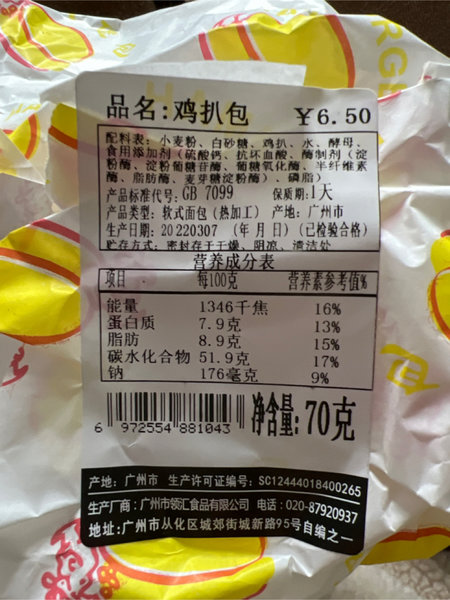 品名:鸡扒包 ￥6.50
配料表: 小麦粉、白砂糖、鸡扒、水、酵母、
食用添加剂（硫酸钙、抗坏血酸、酶制剂（淀
粉酶、淀粉葡糖苷酶、葡糖氧化酶、半纤维素
酶、脂肪酶、麦芽糖淀粉酶）、磷脂）
产品标准代号: GB 7099 保质期: 1天
产品类型: 软式面包（热加工） 产地: 广州市
生产日期: 20220307 （年 月 日）（已检验合格）
贮存方式: 密封存于干燥、阴凉、清洁处
营养成分表
项目 每100克 营养素参考值%
能量 1346千焦 16%
蛋白质 7.9克 13%
脂肪 8.9克 15%
碳水化合物 51.9克 17%
钠 176毫克 9%
6 972554 881043
净含量: 70克
产地: 广州市 生产许可证编号: SC12444018400265
生产厂商: 广州市领汇食品有限公司 电话: 020-87920937
地址: 广州市从化区城郊街城新路95号自编之一